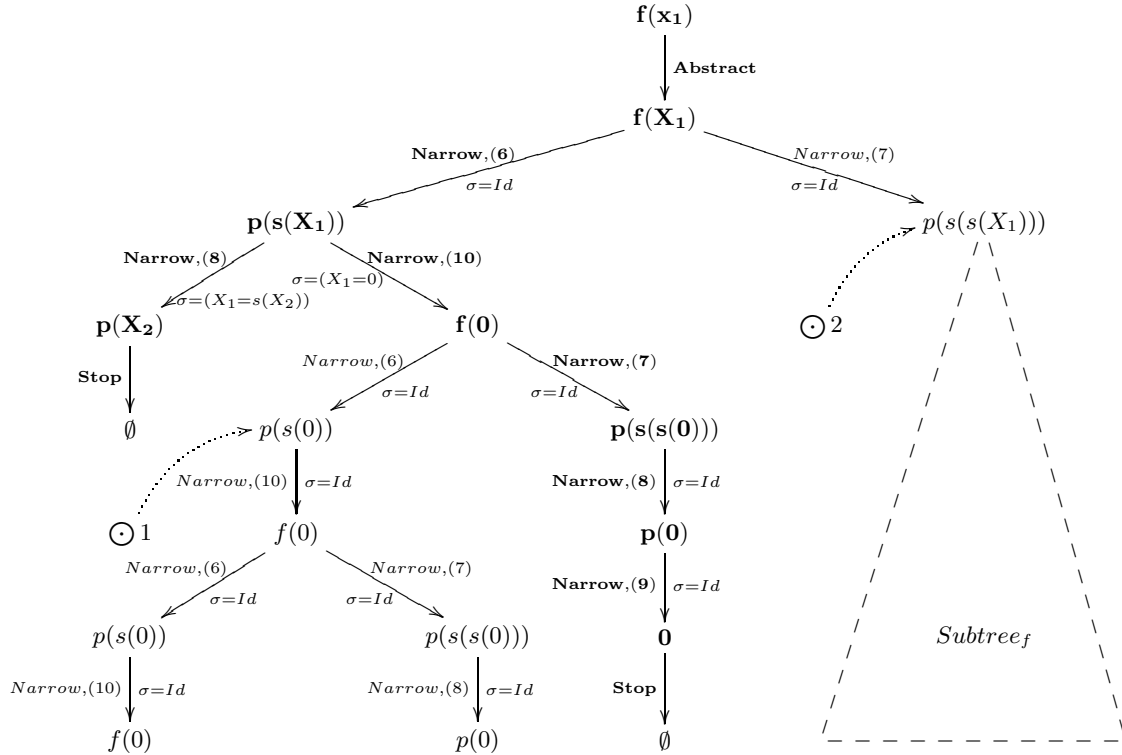 f(x₁)
Abstract
f(X₁)
Narrow,(6)
σ=Id
Narrow,(7)
σ=Id
p(s(X₁))
p(s(s(X₁)))
Narrow,(8)
σ=(X₁=s(X₂))
Narrow,(10)
σ=(X₁=0)
p(X₂)
f(0)
⊙2
Stop
Narrow,(6)
σ=Id
Narrow,(7)
σ=Id
∅
p(s(0))
p(s(s(0)))
Narrow,(10)
σ=Id
Narrow,(8)
σ=Id
⊙1
f(0)
p(0)
Narrow,(6)
σ=Id
Narrow,(7)
σ=Id
Narrow,(9)
σ=Id
p(s(0))
p(s(s(0)))
0
Subtree_f
Narrow,(10)
σ=Id
Narrow,(8)
σ=Id
Stop
f(0)
p(0)
∅